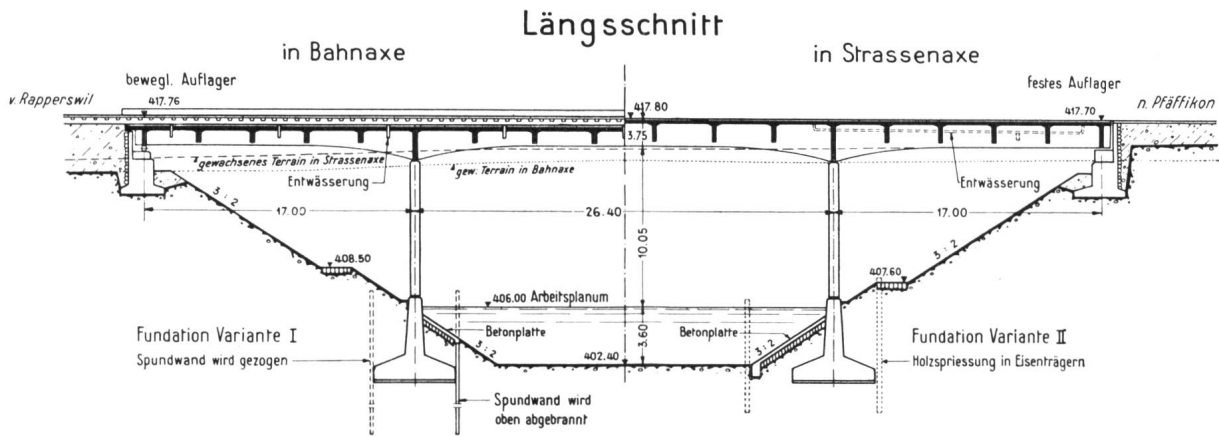 Längsschnitt
in Bahnaxe
in Strassenaxe
bewegl. Auflager
festes Auflager
v. Rapperswil
417.76
417.80
417.70
n. Pfäffikon
3.75
gewachsenes Terrain in Strassenaxe
gew. Terrain in Bahnaxe
Entwässerung
Entwässerung
3:2
17.00
26.40
17.00
3:2
10.05
408.50
407.60
406.00 Arbeitsplanum
Fundation Variante I
Spundwand wird gezogen
Betonplatte
3:2
3.60
Betonplatte
3:2
Fundation Variante II
Holzspriessung in Eisenträgern
402.40
Spundwand wird
oben abgebrannt